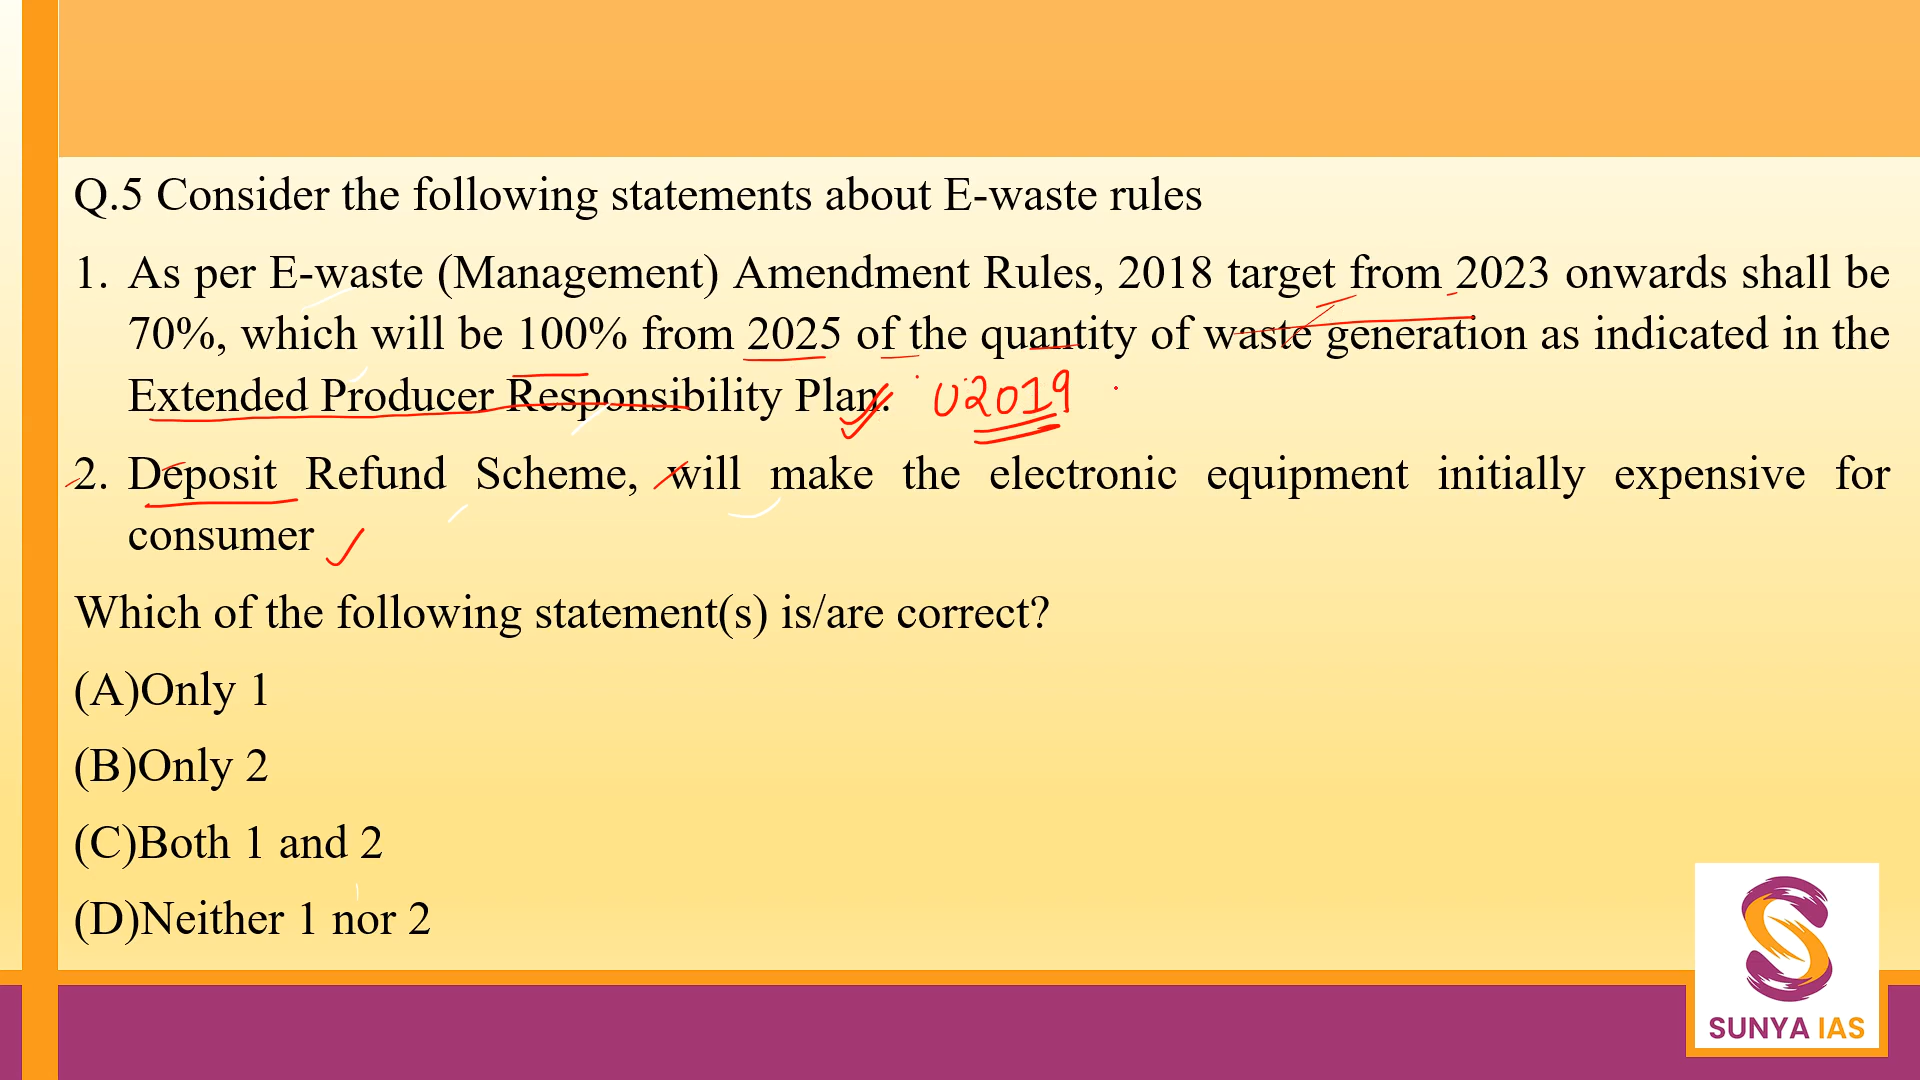 Q.5 Consider the following statements about E-waste rules
1. As per E-waste (Management) Amendment Rules, 2018 target from 2023 onwards shall be
70%, which will be 100% from 2025 of the quantity of waste generation as indicated in the
Extended Producer Responsibility Plan. 02019
2. Deposit Refund Scheme, will make the electronic equipment initially expensive for
consumer
Which of the following statement(s) is/are correct?
(A)Only 1
(B)Only 2
(C)Both 1 and 2
(D)Neither 1 nor 2
SUNYA IAS